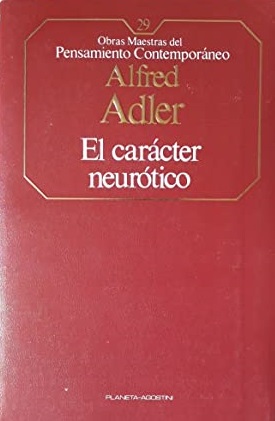 29
Obras Maestras del
Pensamiento Contemporáneo
Alfred
Adler
El carácter
neurótico
PLANETA-AGOSTINI